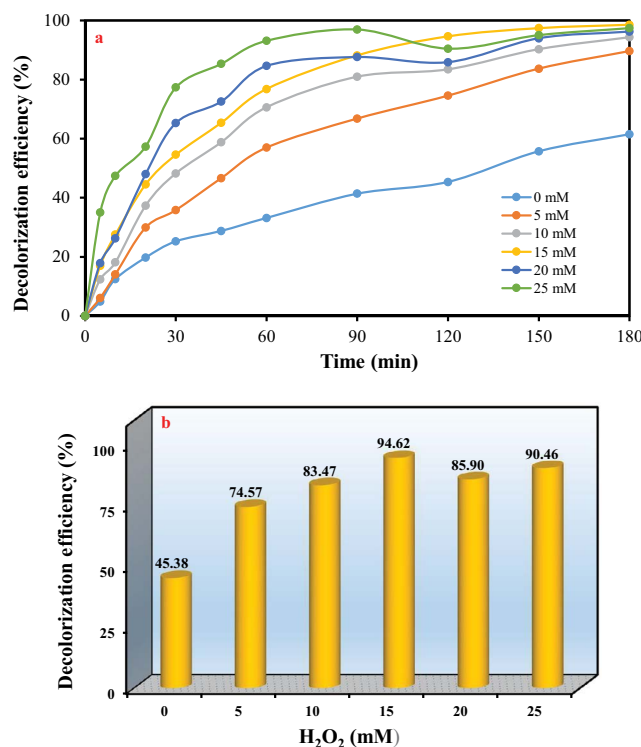 a
Decolorization efficiency (%)
100
80
60
40
20
0
0 mM
5 mM
10 mM
15 mM
20 mM
25 mM
0 30 60 90 120 150 180
Time (min)
b
Decolorization efficiency (%)
100
75
50
25
0
45.38
74.57
83.47
94.62
85.90
90.46
0 5 10 15 20 25
H₂O₂ (mM)